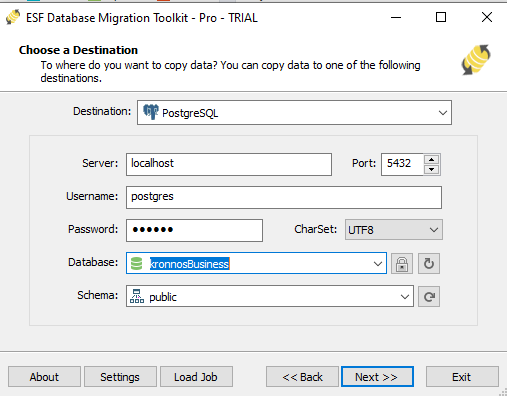 ESF Database Migration Toolkit - Pro - TRIAL
Choose a Destination
To where do you want to copy data? You can copy data to one of the following
destinations.
Destination: PostgreSQL
Server: localhost Port: 5432
Username: postgres
Password: •••••• CharSet: UTF8
Database: kronnosBusiness
Schema: public
About Settings Load Job << Back Next >> Exit